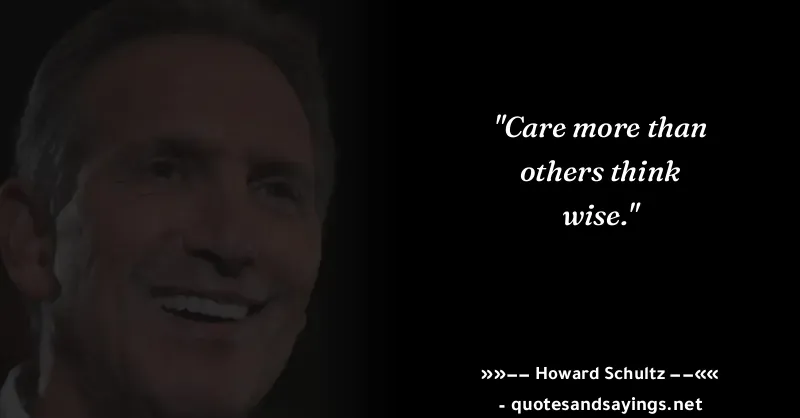 "Care more than
others think
wise."
»»−− Howard Schultz −−««
- quotesandsayings.net